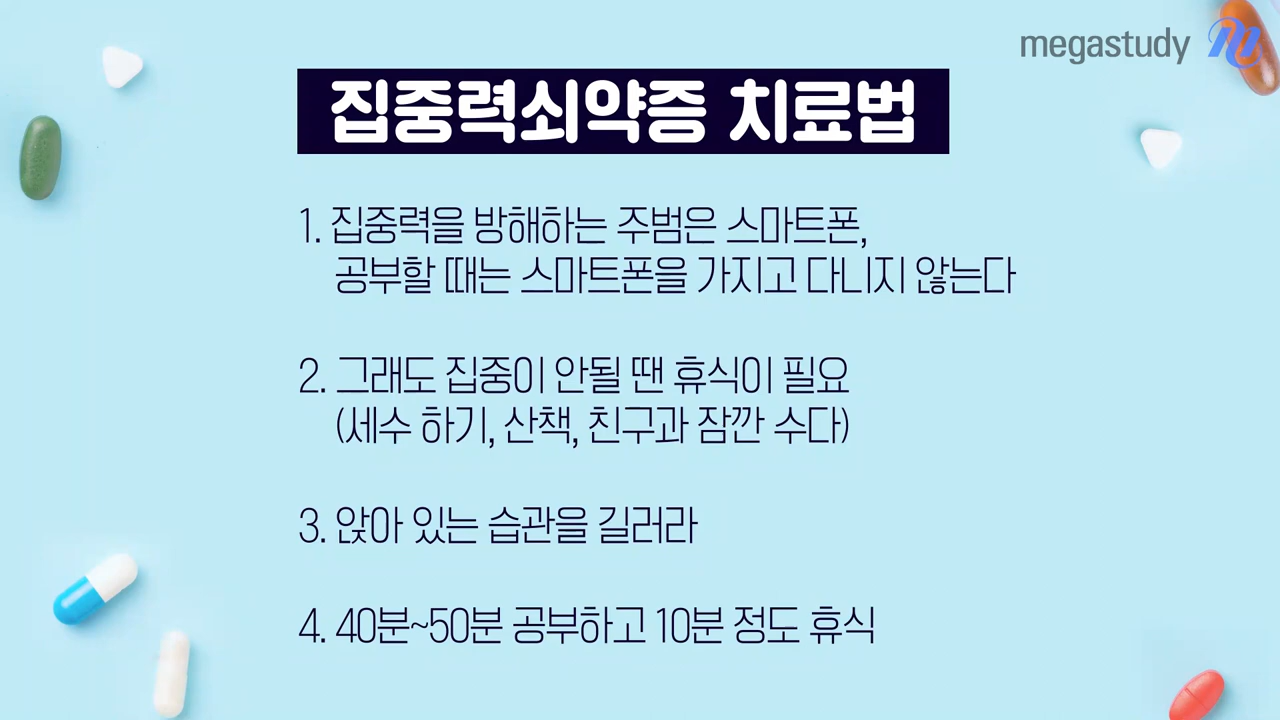 megastudy
집중력쇠약증 치료법
1. 집중력을 방해하는 주범은 스마트폰,
공부할 때는 스마트폰을 가지고 다니지 않는다
2. 그래도 집중이 안될 땐 휴식이 필요
(세수 하기, 산책, 친구과 잠깐 수다)
3. 앉아 있는 습관을 길러라
4. 40분~50분 공부하고 10분 정도 휴식